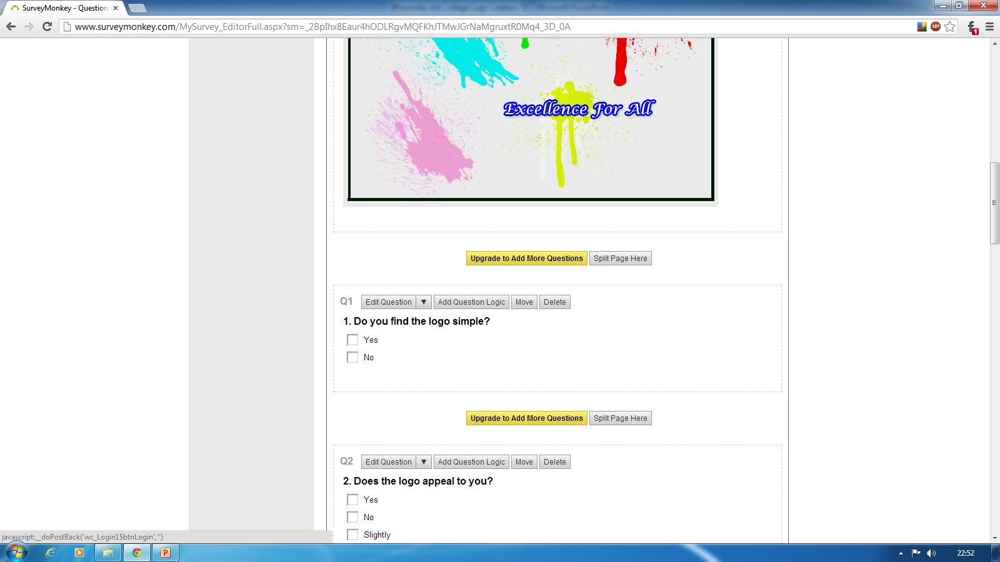 SurveyMonkey - Question
www.surveymonkey.com/MySurvey_EditorFull.aspx?sm=_2BpIhx8Eaur4hODLRgvMQFKhJTMwJGrNaMgruxtR0Mq4_3D_0A
ABP
1
Excellence For All
Upgrade to Add More Questions Split Page Here
Q1 Edit Question ▼ Add Question Logic Move Delete
1. Do you find the logo simple?
Yes
No
Upgrade to Add More Questions Split Page Here
Q2 Edit Question ▼ Add Question Logic Move Delete
2. Does the logo appeal to you?
Yes
No
Slightly
javascript:__doPostBack('wc_Login1$btnLogin','')
22:52